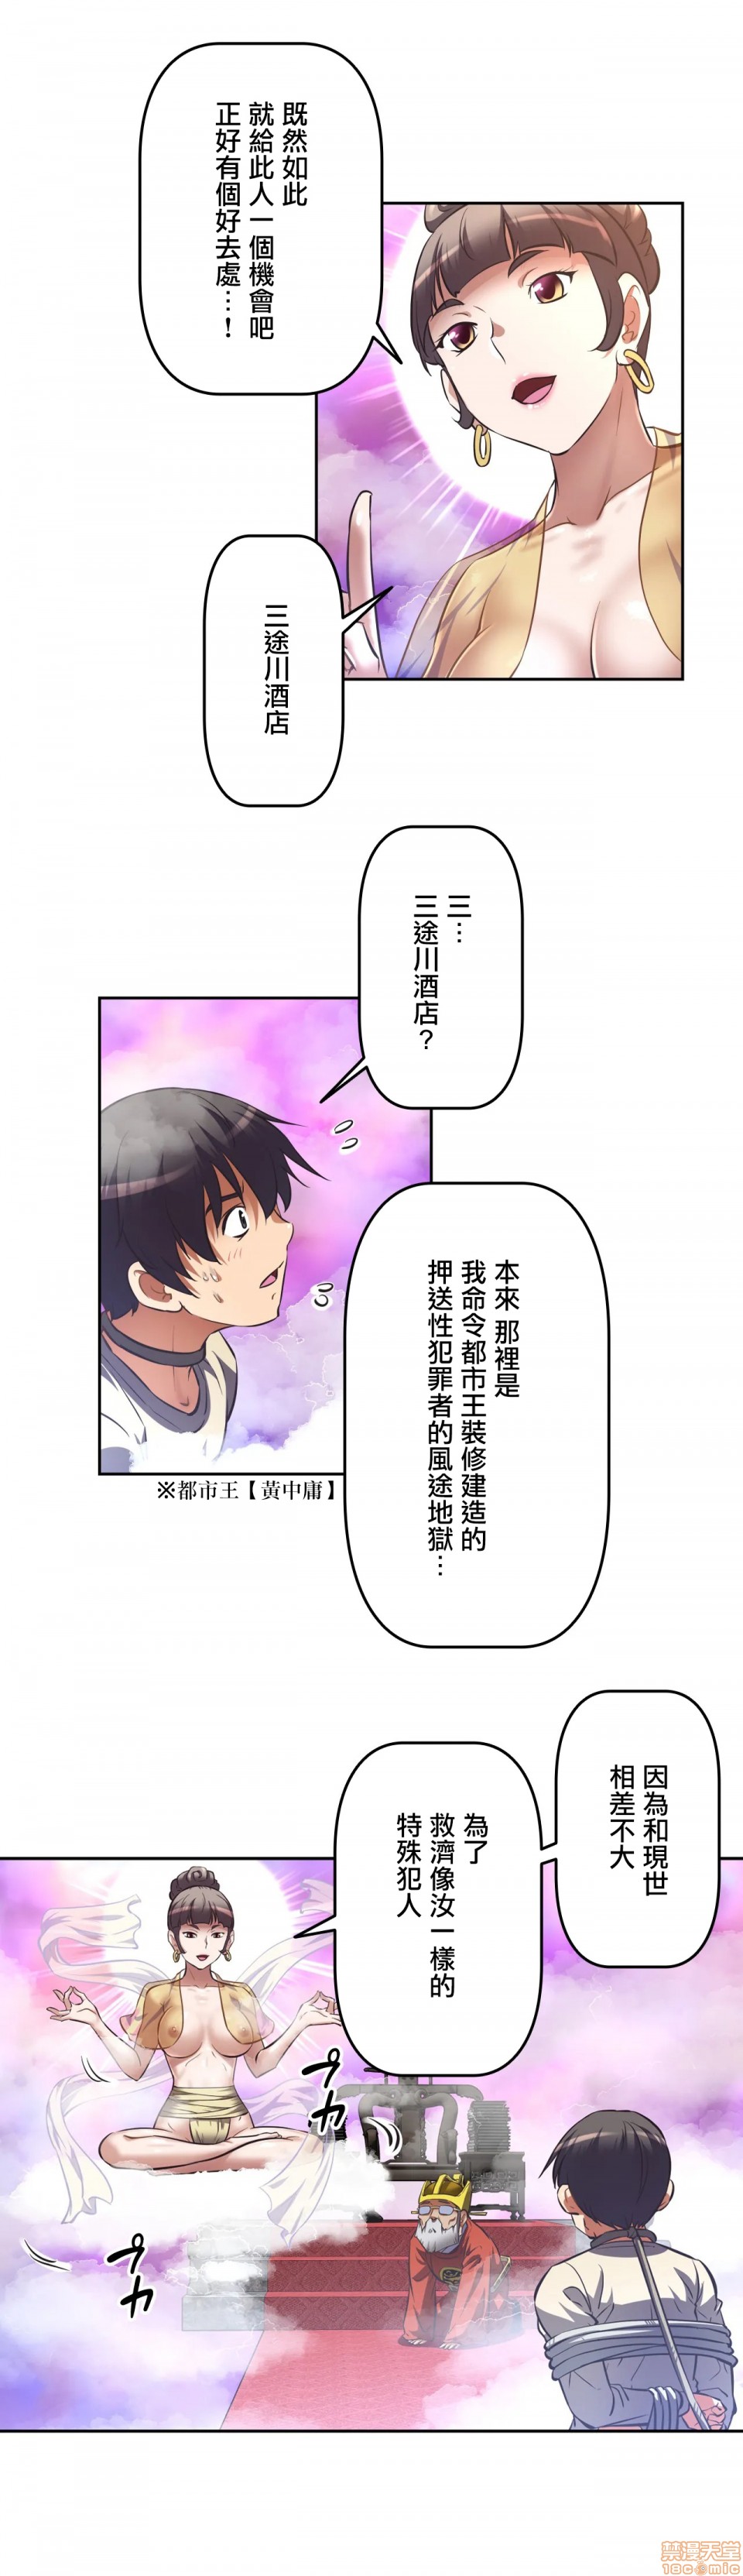 既然如此
就給此人一個機會吧
正好有個好去處…！
三途川酒店
三…
三途川酒店？
本來 那裡是
我命令都市王裝修建造的
押送性犯罪者的風途地獄…
※都市王【黃中庸】
因為和現世
相差不大
為了
救濟像汝一樣的
特殊犯人
プカ
プカ
禁漫天堂
18comic